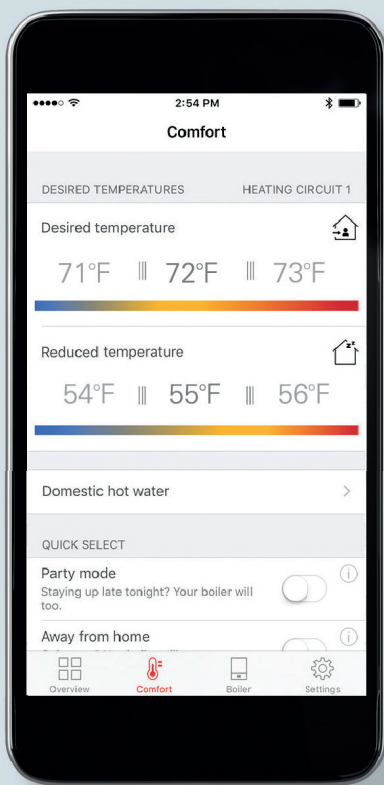 2:54 PM
Comfort
DESIRED TEMPERATURES HEATING CIRCUIT 1
Desired temperature
71°F 72°F 73°F
Reduced temperature
zz
54°F 55°F 56°F
Domestic hot water
QUICK SELECT
Party mode
Staying up late tonight? Your boiler will
too.
Away from home
Overview Comfort Boiler Settings